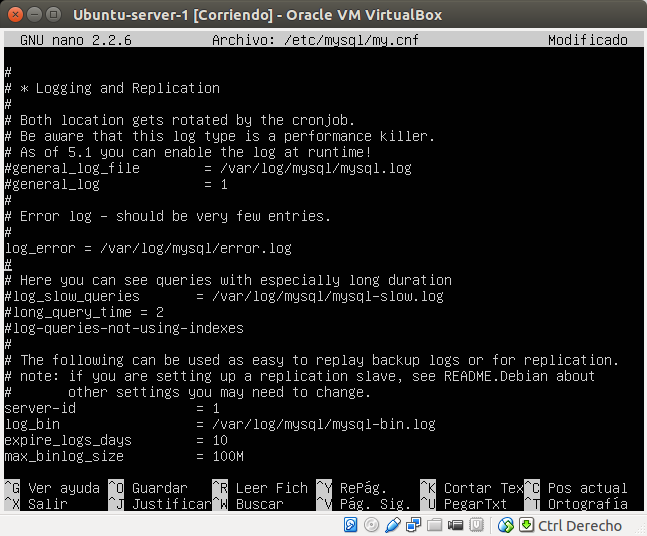 Ubuntu-server-1 [Corriendo] - Oracle VM VirtualBox
GNU nano 2.2.6 Archivo: /etc/mysql/my.cnf Modificado
#
# * Logging and Replication
#
# Both location gets rotated by the cronjob.
# Be aware that this log type is a performance killer.
# As of 5.1 you can enable the log at runtime!
#general_log_file = /var/log/mysql/mysql.log
#general_log = 1
#
# Error log - should be very few entries.
#
log_error = /var/log/mysql/error.log
#
# Here you can see queries with especially long duration
#log_slow_queries = /var/log/mysql/mysql-slow.log
#long_query_time = 2
#log-queries-not-using-indexes
#
# The following can be used as easy to replay backup logs or for replication.
# note: if you are setting up a replication slave, see README.Debian about
# other settings you may need to change.
server-id = 1
log_bin = /var/log/mysql/mysql-bin.log
expire_logs_days = 10
max_binlog_size = 100M
^G Ver ayuda ^O Guardar ^R Leer Fich ^Y RePág. ^K Cortar Tex ^C Pos actual
^X Salir ^J Justificar ^W Buscar ^V Pág. Sig. ^U PegarTxt ^T Ortografía
Ctrl Derecho